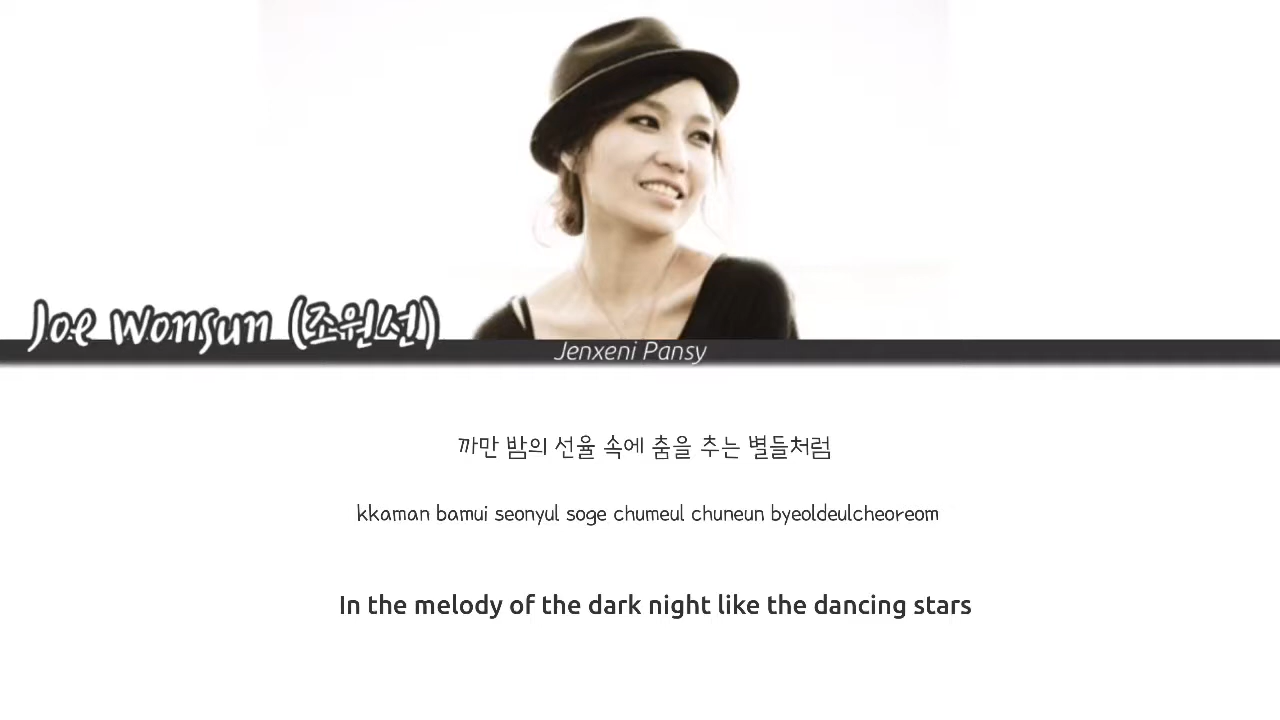 Joe Wonsun (조원선)
Jenxeni Pansy
까만 밤의 선율 속에 춤을 추는 별들처럼
kkaman bamui seonyul soge chumeul chuneun byeoldeulcheoreom
In the melody of the dark night like the dancing stars